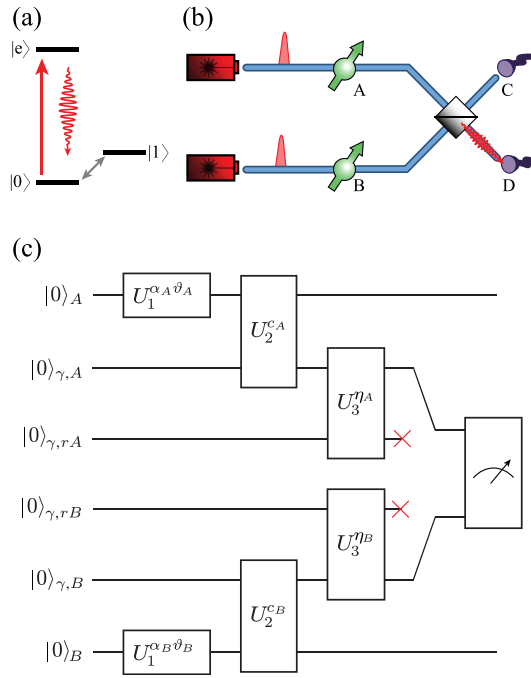 (a)
|e⟩
|1⟩
|0⟩
(b)
A
C
B
D
(c)
|0⟩_A
U_1^{α_A ϑ_A}
U_2^{c_A}
|0⟩_{γ,A}
U_3^{η_A}
|0⟩_{γ,rA}
|0⟩_{γ,rB}
U_3^{η_B}
|0⟩_{γ,B}
U_2^{c_B}
|0⟩_B
U_1^{α_B ϑ_B}